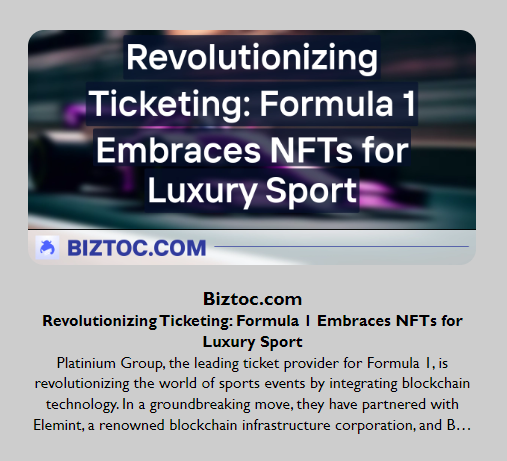 Revolutionizing
Ticketing: Formula 1
Embraces NFTs for
Luxury Sport
BIZTOC.COM
Biztoc.com
Revolutionizing Ticketing: Formula 1 Embraces NFTs for
Luxury Sport
Platinium Group, the leading ticket provider for Formula 1, is
revolutionizing the world of sports events by integrating blockchain
technology. In a groundbreaking move, they have partnered with
Elemint, a renowned blockchain infrastructure corporation, and B…